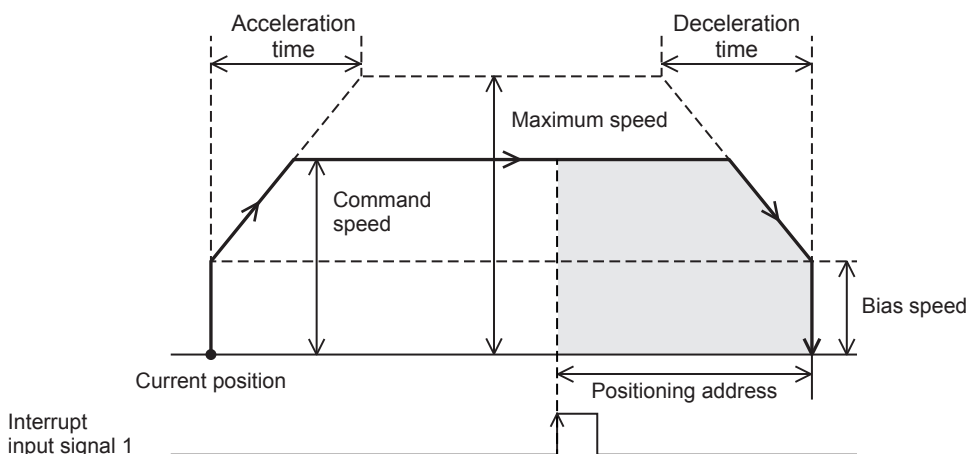 Acceleration
time
Deceleration
time
Maximum speed
Command
speed
Bias speed
Current position
Positioning address
Interrupt
input signal 1